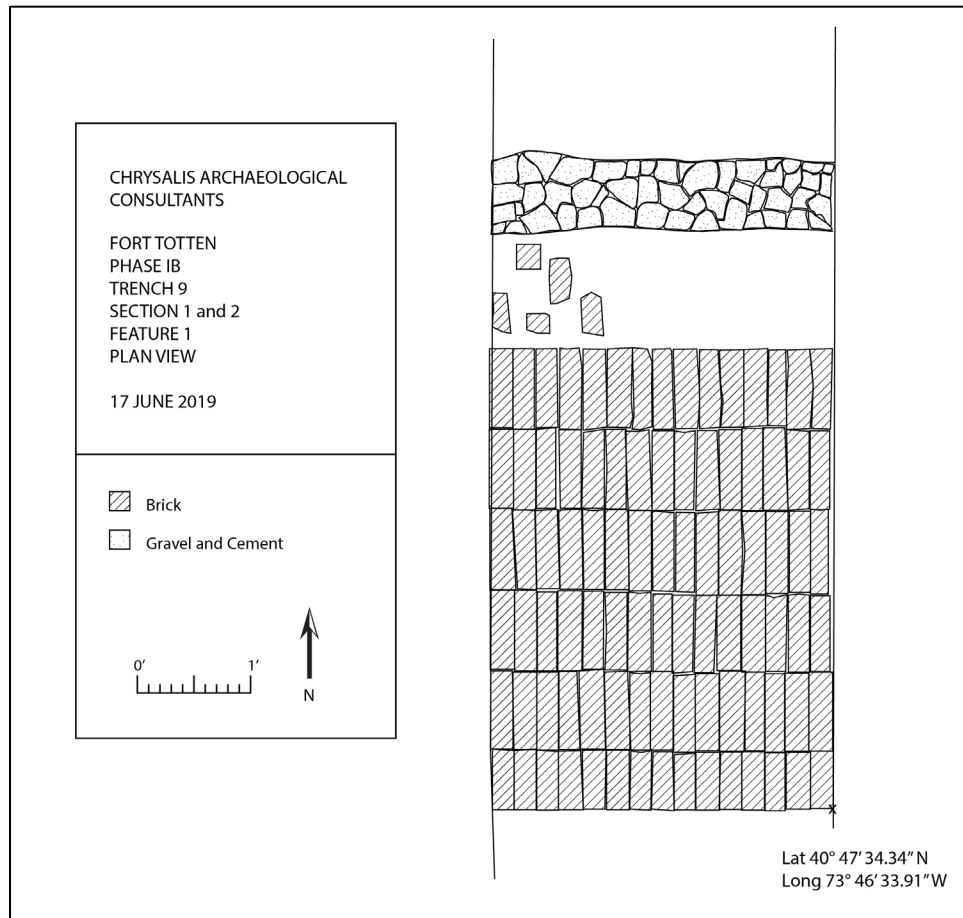 CHRYSALIS ARCHAEOLOGICAL
CONSULTANTS
FORT TOTTEN
PHASE IB
TRENCH 9
SECTION 1 and 2
FEATURE 1
PLAN VIEW
17 JUNE 2019
Brick
Gravel and Cement
0' 1'
N
x
Lat 40° 47' 34.34" N
Long 73° 46' 33.91" W